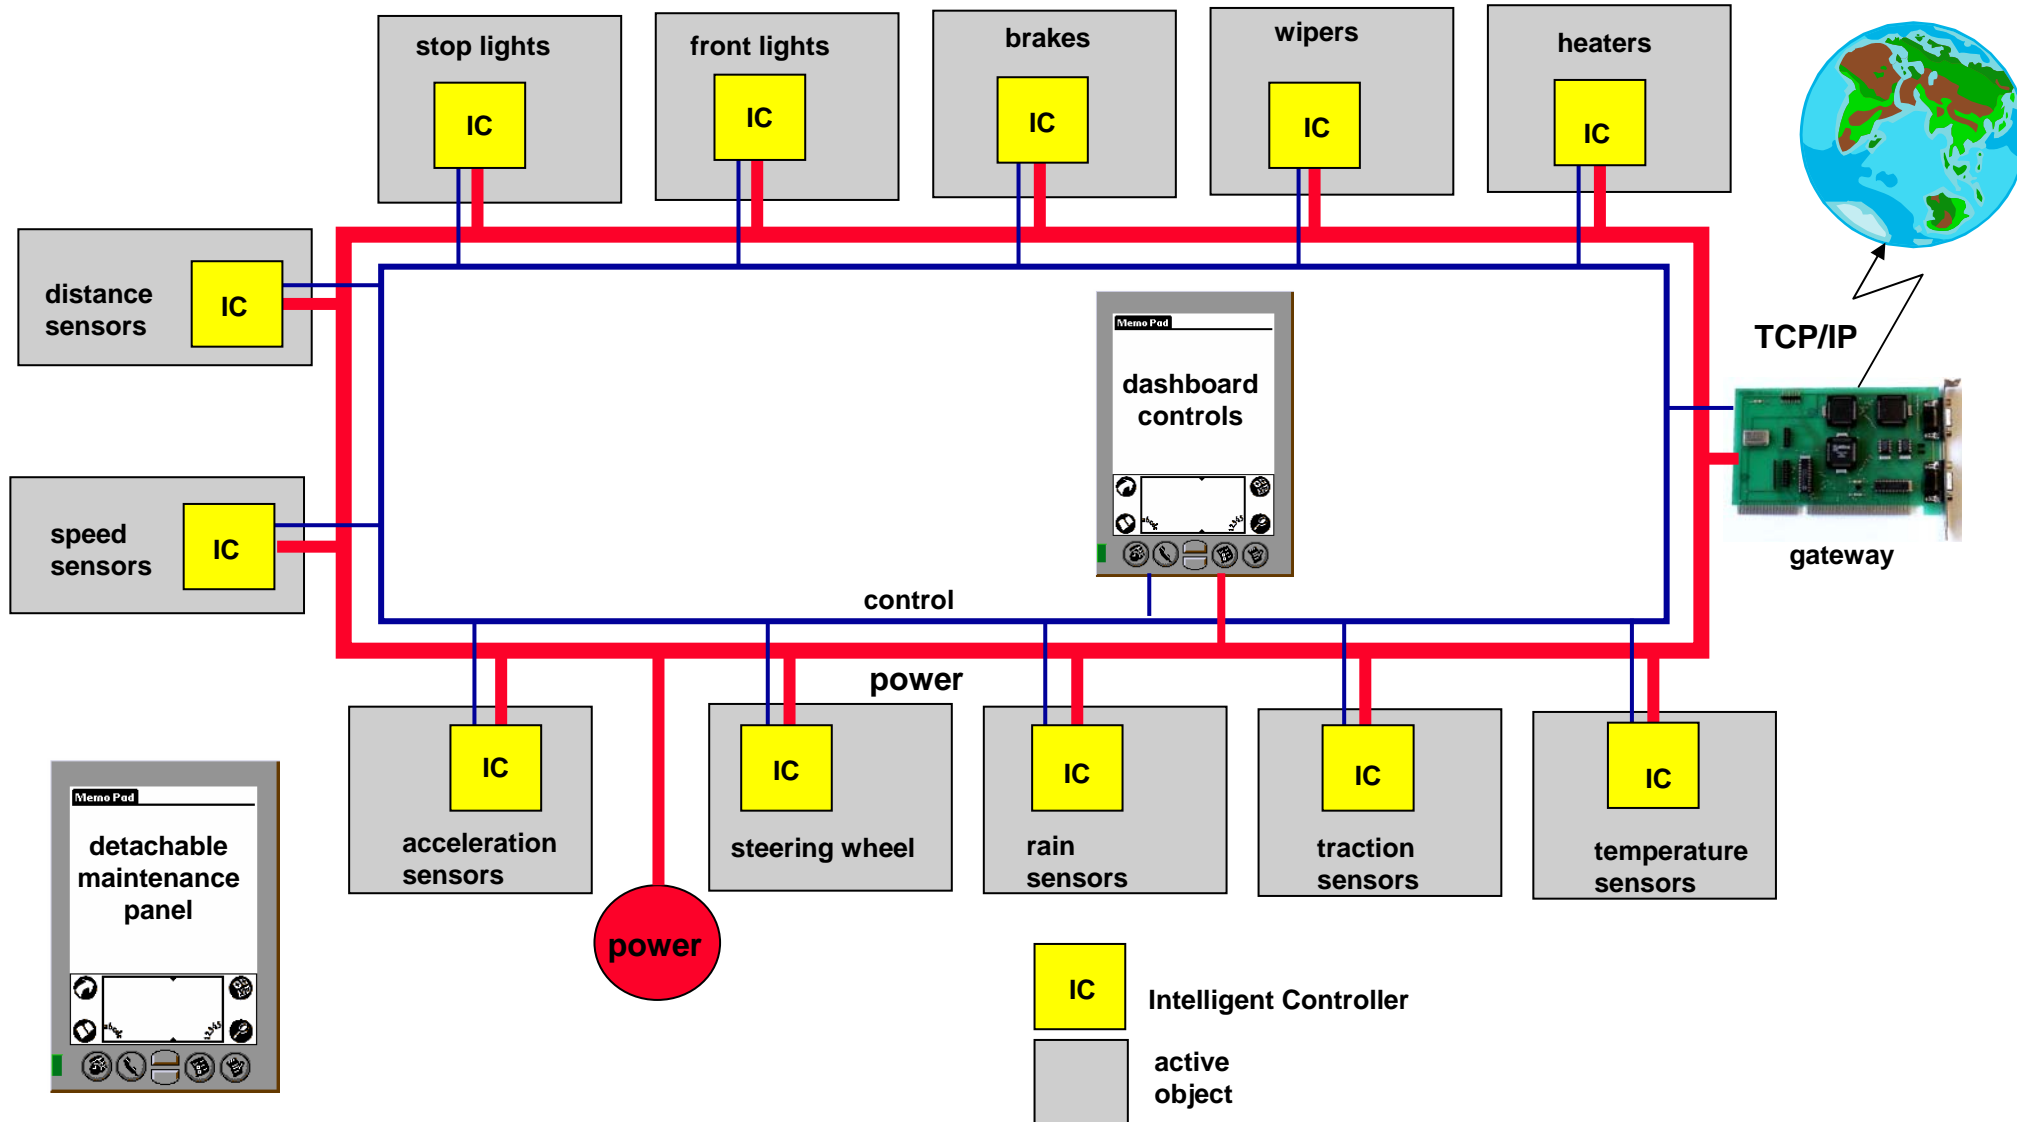 stop lights
IC
front lights
IC
brakes
IC
wipers
IC
heaters
IC
distance
sensors
IC
speed
sensors
IC
Memo Pad
dashboard
controls
TCP/IP
gateway
control
power
IC
acceleration
sensors
IC
steering wheel
IC
rain
sensors
IC
traction
sensors
IC
temperature
sensors
power
Memo Pad
detachable
maintenance
panel
IC
Intelligent Controller
active
object